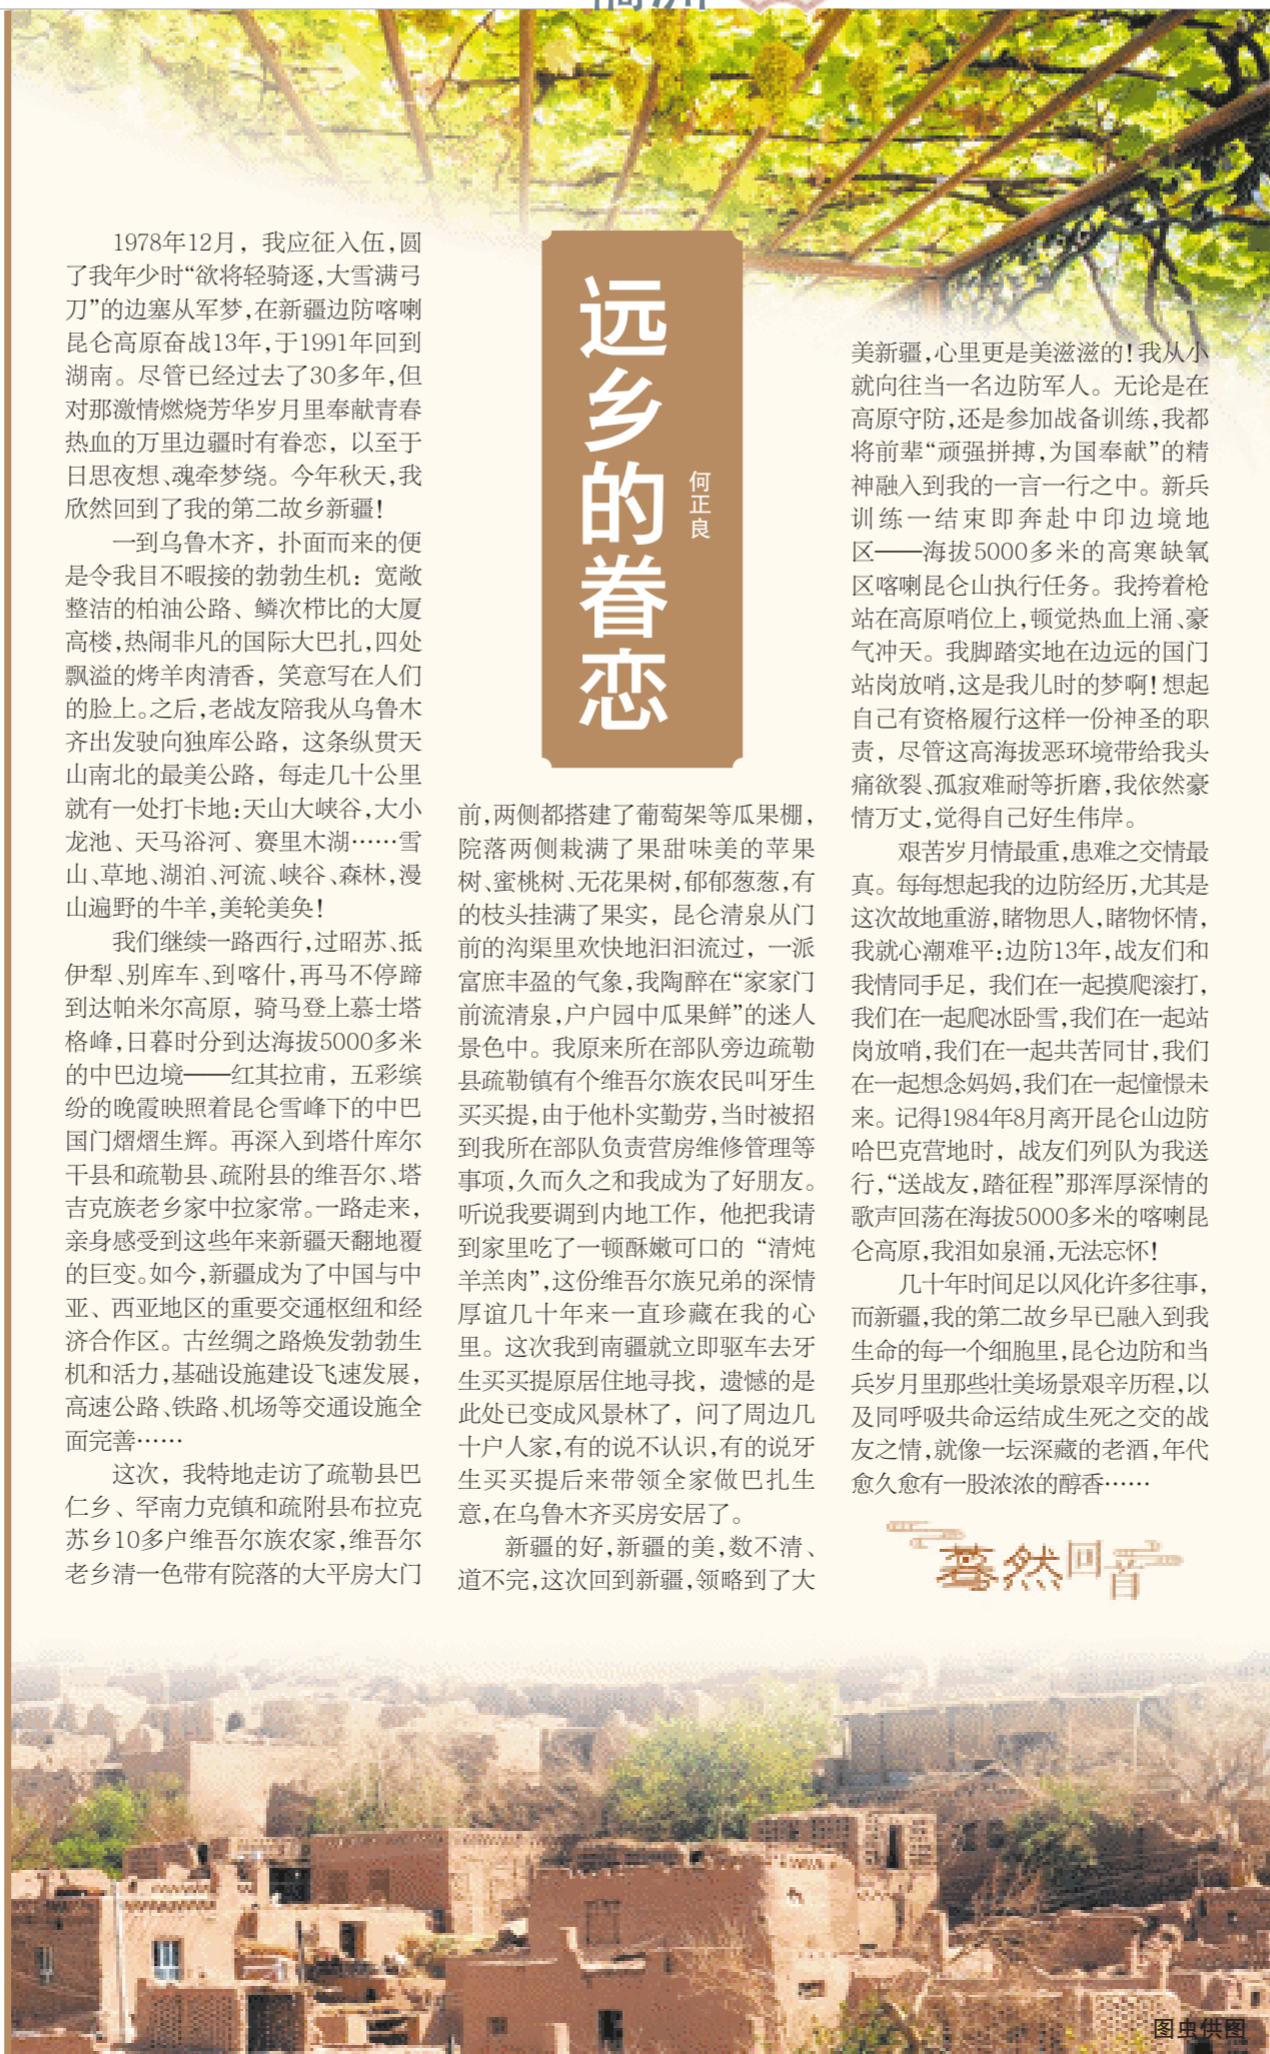 远乡的眷恋
何正良
1978年12月，我应征入伍，圆
了我年少时“欲将轻骑逐，大雪满弓
刀”的边塞从军梦，在新疆边防喀喇
昆仑高原奋战13年，于1991年回到
湖南。尽管已经过去了30多年，但
对那激情燃烧芳华岁月里奉献青春
热血的万里边疆时有眷恋，以至于
日思夜想、魂牵梦绕。今年秋天，我
欣然回到了我的第二故乡新疆！
一到乌鲁木齐，扑面而来的便
是令我目不暇接的勃勃生机：宽敞
整洁的柏油公路、鳞次栉比的大厦
高楼，热闹非凡的国际大巴扎，四处
飘溢的烤羊肉清香，笑意写在人们
的脸上。之后，老战友陪我从乌鲁木
齐出发驶向独库公路，这条纵贯天
山南北的最美公路，每走几十公里
就有一处打卡地：天山大峡谷，大小
龙池、天马浴河、赛里木湖……雪
山、草地、湖泊、河流、峡谷、森林，漫
山遍野的牛羊，美轮美奂！
我们继续一路西行，过昭苏、抵
伊犁、别库车、到喀什，再马不停蹄
到达帕米尔高原，骑马登上慕士塔
格峰，日暮时分到达海拔5000多米
的中巴边境——红其拉甫，五彩缤
纷的晚霞映照着昆仑雪峰下的中巴
国门熠熠生辉。再深入到塔什库尔
干县和疏勒县、疏附县的维吾尔、塔
吉克族老乡家中拉家常。一路走来，
亲身感受到这些年来新疆天翻地覆
的巨变。如今，新疆成为了中国与中
亚、西亚地区的重要交通枢纽和经
济合作区。古丝绸之路焕发勃勃生
机和活力，基础设施建设飞速发展，
高速公路、铁路、机场等交通设施全
面完善……
这次，我特地走访了疏勒县巴
仁乡、罕南力克镇和疏附县布拉克
苏乡10多户维吾尔族农家，维吾尔
老乡清一色带有院落的大平房大门
前，两侧都搭建了葡萄架等瓜果棚，
院落两侧栽满了果甜味美的苹果
树、蜜桃树、无花果树，郁郁葱葱，有
的枝头挂满了果实，昆仑清泉从门
前的沟渠里欢快地汩汩流过，一派
富庶丰盈的气象，我陶醉在“家家门
前流清泉，户户园中瓜果鲜”的迷人
景色中。我原来所在部队旁边疏勒
县疏勒镇有个维吾尔族农民叫牙生
买买提，由于他朴实勤劳，当时被招
到我所在部队负责营房维修管理等
事项，久而久之和我成为了好朋友。
听说我要调到内地工作，他把我请
到家里吃了一顿酥嫩可口的“清炖
羊羔肉”，这份维吾尔族兄弟的深情
厚谊几十年来一直珍藏在我的心
里。这次我到南疆就立即驱车去牙
生买买提原居住地寻找，遗憾的是
此处已变成风景林了，问了周边几
十户人家，有的说不认识，有的说牙
生买买提后来带领全家做巴扎生
意，在乌鲁木齐买房安居了。
新疆的好，新疆的美，数不清、
道不完，这次回到新疆，领略到了大
美新疆，心里更是美滋滋的！我从小
就向往当一名边防军人。无论是在
高原守防，还是参加战备训练，我都
将前辈“顽强拼搏，为国奉献”的精
神融入到我的一言一行之中。新兵
训练一结束即奔赴中印边境地
区——海拔5000多米的高寒缺氧
区喀喇昆仑山执行任务。我挎着枪
站在高原哨位上，顿觉热血上涌、豪
气冲天。我脚踏实地在边远的国门
站岗放哨，这是我儿时的梦啊！想起
自己有资格履行这样一份神圣的职
责，尽管这高海拔恶环境带给我头
痛欲裂、孤寂难耐等折磨，我依然豪
情万丈，觉得自己好生伟岸。
艰苦岁月情最重，患难之交情最
真。每每想起我的边防经历，尤其是
这次故地重游，睹物思人，睹物怀情，
我就心潮难平：边防13年，战友们和
我情同手足，我们在一起摸爬滚打，
我们在一起爬冰卧雪，我们在一起站
岗放哨，我们在一起共苦同甘，我们
在一起想念妈妈，我们在一起憧憬未
来。记得1984年8月离开昆仑山边防
哈巴克营地时，战友们列队为我送
行，“送战友，踏征程”那浑厚深情的
歌声回荡在海拔5000多米的喀喇昆
仑高原，我泪如泉涌，无法忘怀！
几十年时间足以风化许多往事，
而新疆，我的第二故乡早已融入到我
生命的每一个细胞里，昆仑边防和当
兵岁月里那些壮美场景艰辛历程，以
及同呼吸共命运结成生死之交的战
友之情，就像一坛深藏的老酒，年代
愈久愈有一股浓浓的醇香……
蓦然回首
图虫供图